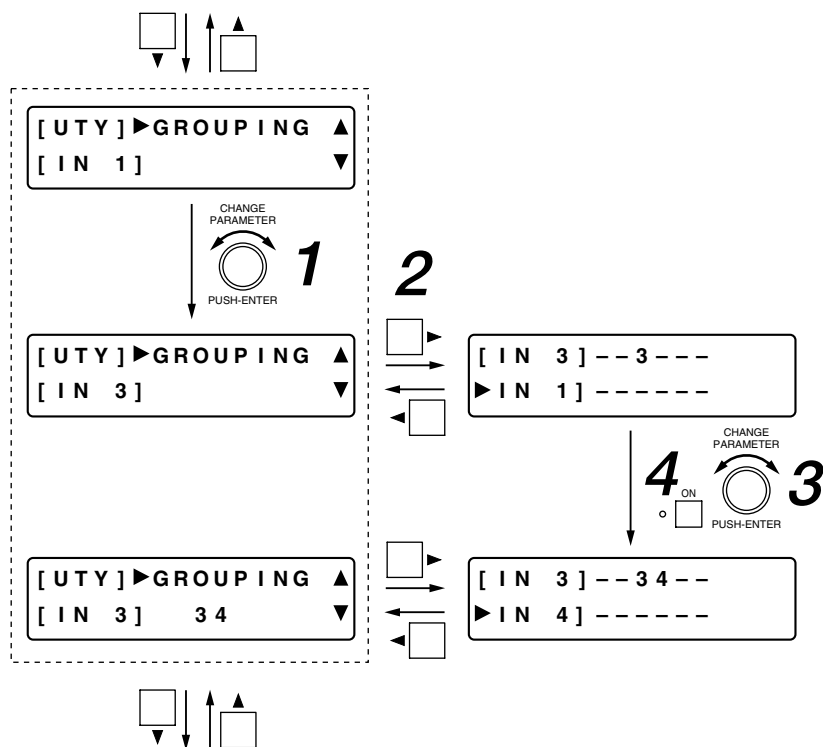 [UTY]▶GROUPING ▲
[IN 1] ▼
CHANGE
PARAMETER
PUSH-ENTER
1
2
[UTY]▶GROUPING ▲
[IN 3] ▼
[IN 3]--3---
▶IN 1]------
4
ON
CHANGE
PARAMETER
PUSH-ENTER
3
[UTY]▶GROUPING ▲
[IN 3] 34 ▼
[IN 3]--34--
▶IN 4]------